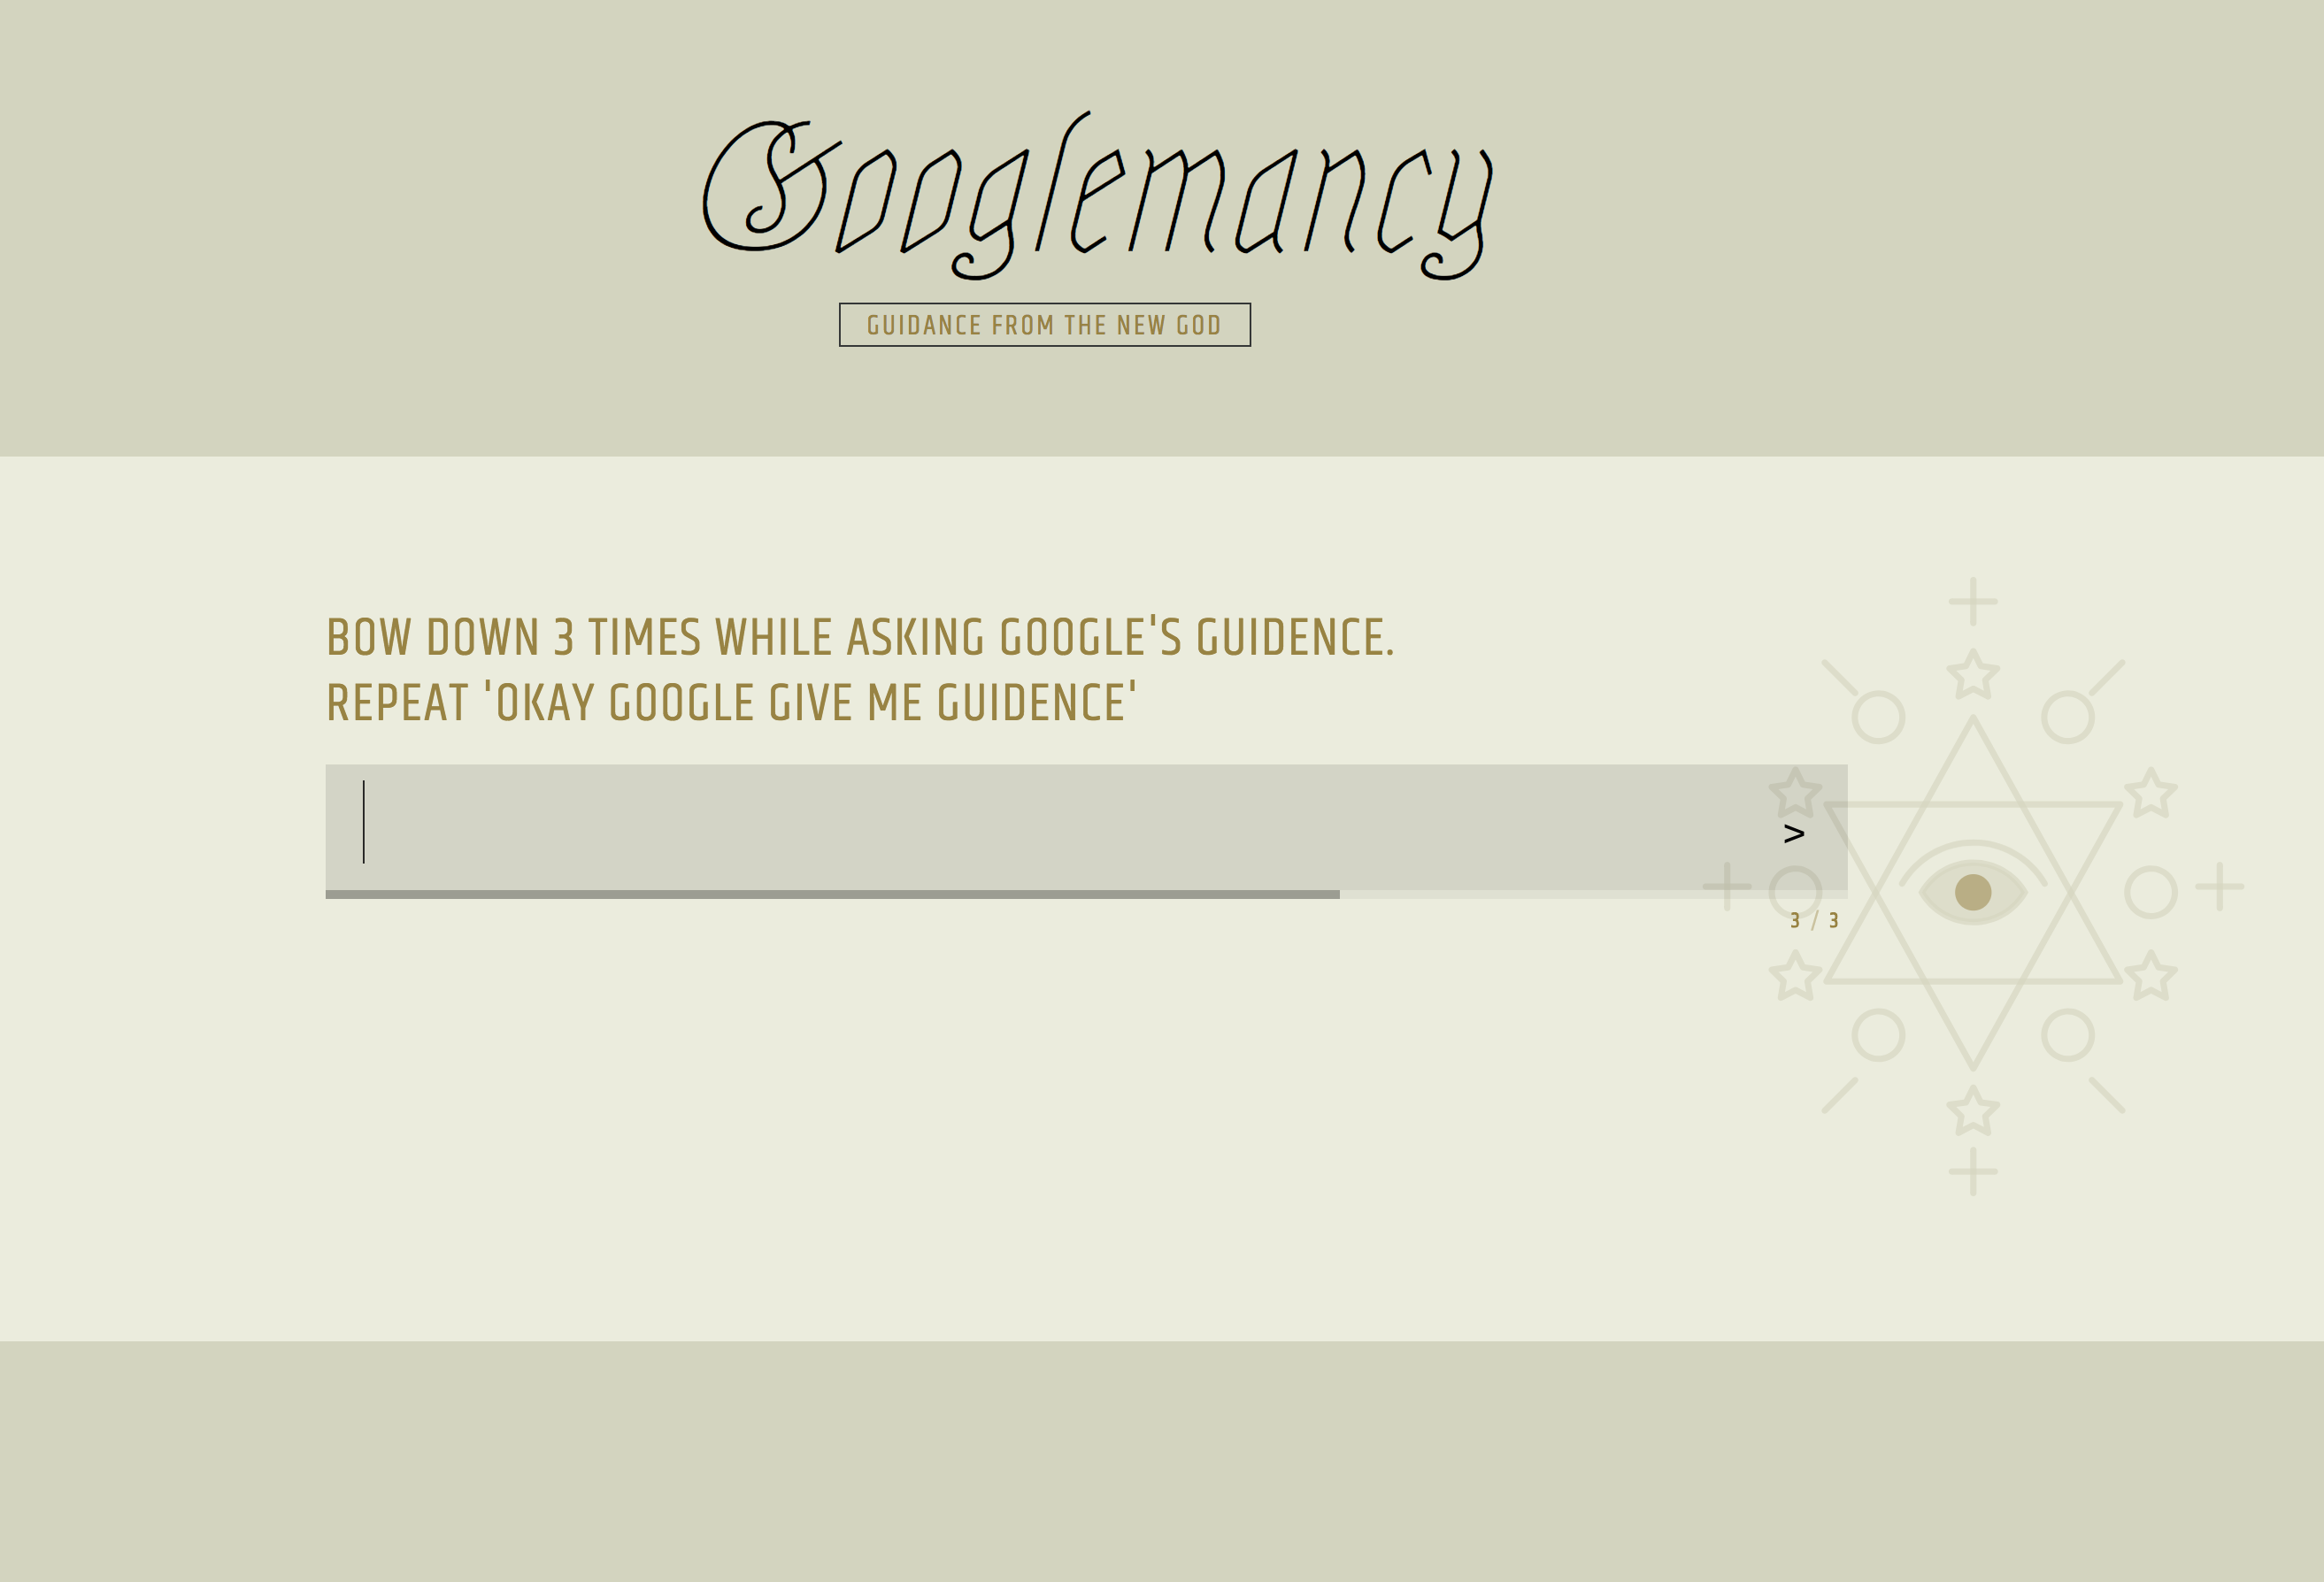 Googlemancy
GUIDANCE FROM THE NEW GOD
BOW DOWN 3 TIMES WHILE ASKING GOOGLE'S GUIDENCE.
REPEAT 'OKAY GOOGLE GIVE ME GUIDENCE'
>
3 / 3